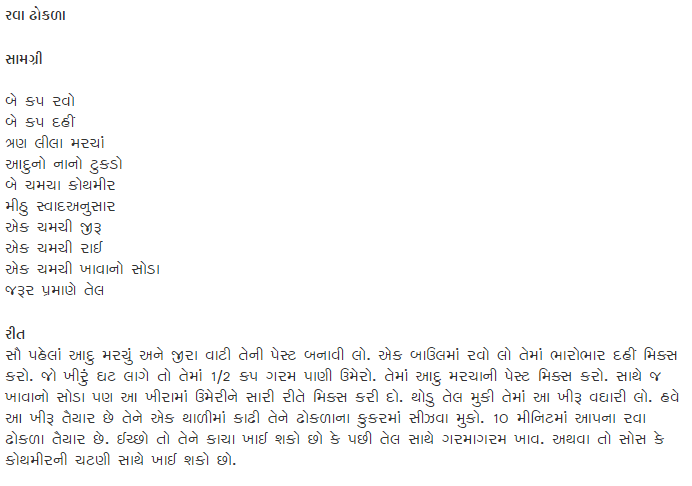 રવા ઢોકળા
સામગ્રી
બે કપ રવો
બે કપ દહીં
ત્રણ લીલા મરચાં
આદુનો નાનો ટુકડો
બે ચમચા કોથમીર
મીઠુ સ્વાદઅનુસાર
એક ચમચી જીરૂ
એક ચમચી રાઈ
એક ચમચી ખાવાનો સોડા
જરૂર પ્રમાણે તેલ
રીત
સૌ પહેલાં આદુ મરચું અને જીરા વાટી તેની પેસ્ટ બનાવી લો. એક બાઉલમાં રવો લો તેમાં ભારોભાર દહીં મિક્સ
કરો. જો ખીરૂં ઘટ લાગે તો તેમાં 1/2 કપ ગરમ પાણી ઉમેરો. તેમાં આદુ મરચાની પેસ્ટ મિક્સ કરો. સાથે જ
ખાવાનો સોડા પણ આ ખીરામાં ઉમેરીને સારી રીતે મિક્સ કરી દો. થોડુ તેલ મુકી તેમાં આ ખીરૂ વઘારી લો. હવે
આ ખીરૂ તૈયાર છે તેને એક થાળીમાં કાઢી તેને ઢોકળાના કુકરમાં સીઝવા મુકો. 10 મીનિટમાં આપના રવા
ઢોકળા તૈયાર છે. ઈચ્છો તો તેને કાચા ખાઈ શકો છો કે પછી તેલ સાથે ગરમાગરમ ખાવ. અથવા તો સોસ કે
કોથમીરની ચટણી સાથે ખાઈ શકો છો.